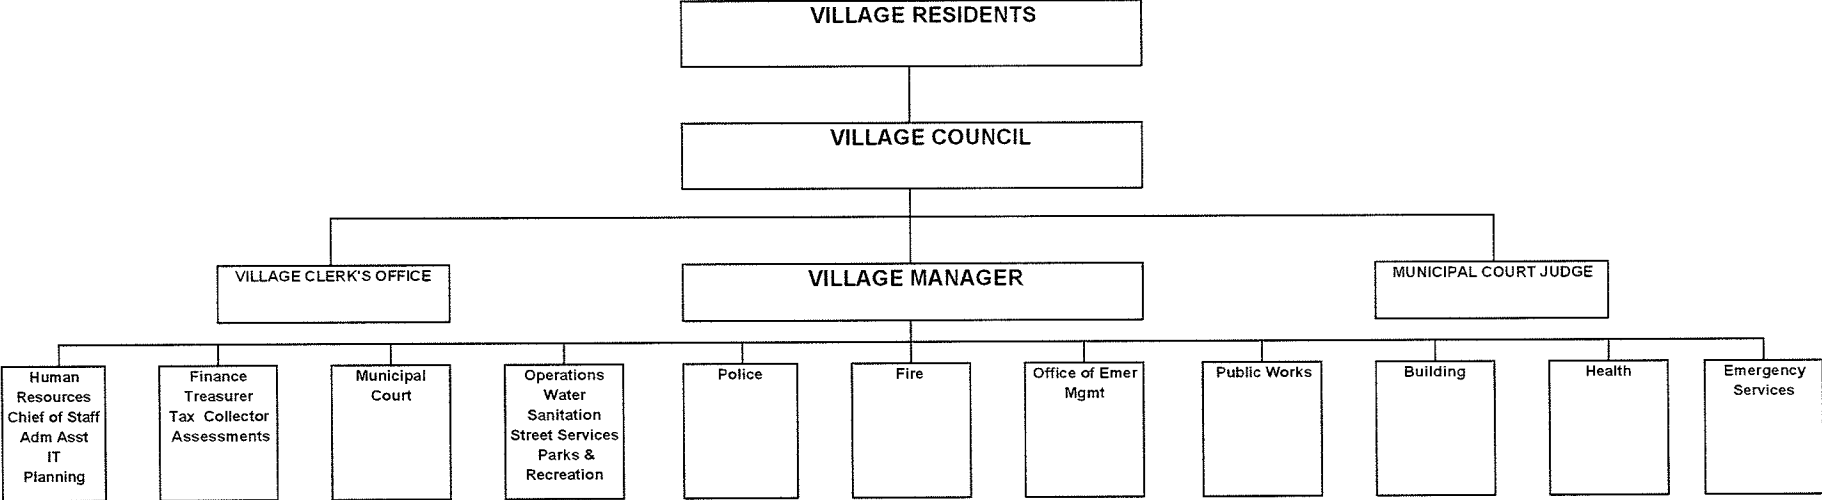 VILLAGE RESIDENTS
VILLAGE COUNCIL
VILLAGE CLERK'S OFFICE
VILLAGE MANAGER
MUNICIPAL COURT JUDGE
Human
Resources
Chief of Staff
Adm Asst
IT
Planning
Finance
Treasurer
Tax Collector
Assessments
Municipal
Court
Operations
Water
Sanitation
Street Services
Parks &
Recreation
Police
Fire
Office of Emer
Mgmt
Public Works
Building
Health
Emergency
Services